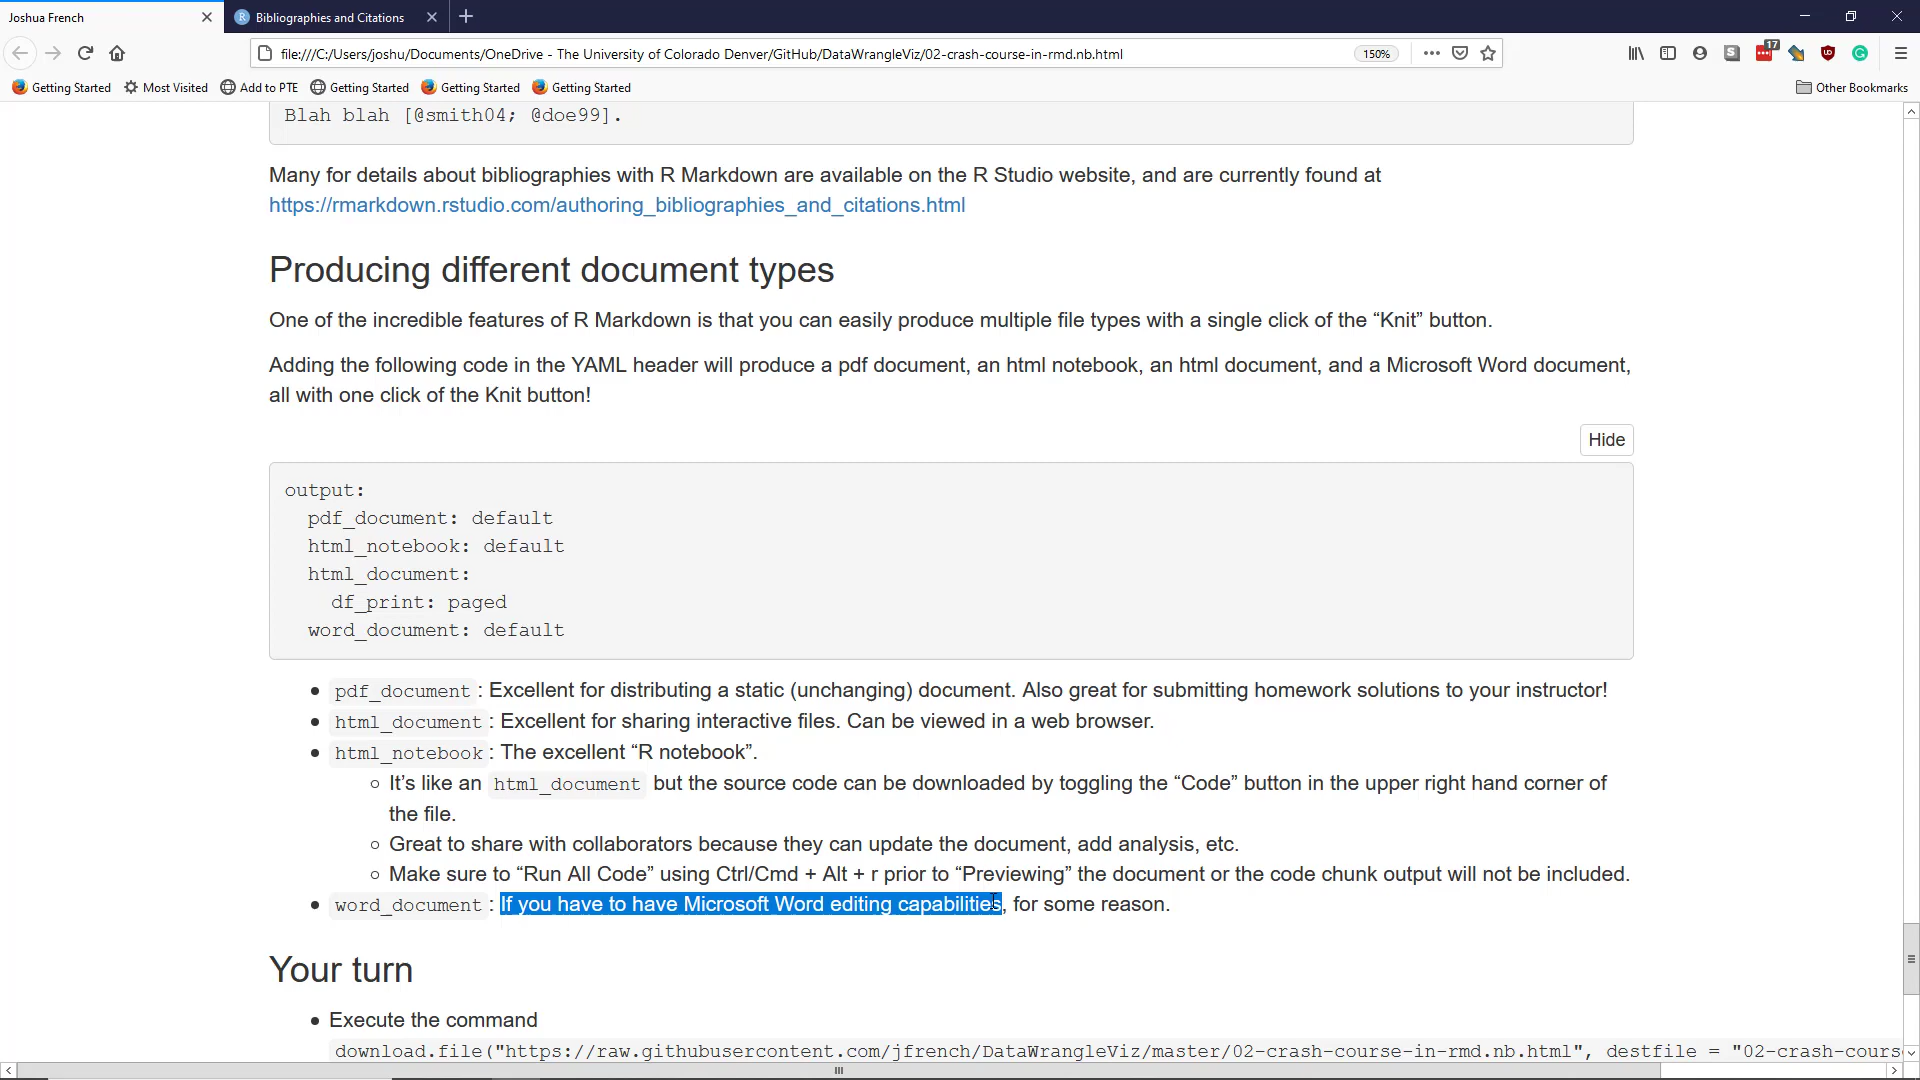 Joshua French
Bibliographies and Citations
file:///C:/Users/joshu/Documents/OneDrive - The University of Colorado Denver/GitHub/DataWrangleViz/02-crash-course-in-rmd.nb.html
150%
17
Getting Started
Most Visited
Add to PTE
Getting Started
Getting Started
Getting Started
Other Bookmarks
Blah blah [@smith04; @doe99].
Many for details about bibliographies with R Markdown are available on the R Studio website, and are currently found at
https://rmarkdown.rstudio.com/authoring_bibliographies_and_citations.html
Producing different document types
One of the incredible features of R Markdown is that you can easily produce multiple file types with a single click of the “Knit” button.
Adding the following code in the YAML header will produce a pdf document, an html notebook, an html document, and a Microsoft Word document,
all with one click of the Knit button!
Hide
output:
  pdf_document: default
  html_notebook: default
  html_document:
    df_print: paged
  word_document: default
pdf_document : Excellent for distributing a static (unchanging) document. Also great for submitting homework solutions to your instructor!
html_document : Excellent for sharing interactive files. Can be viewed in a web browser.
html_notebook : The excellent “R notebook”.
It’s like an html_document but the source code can be downloaded by toggling the “Code” button in the upper right hand corner of
the file.
Great to share with collaborators because they can update the document, add analysis, etc.
Make sure to “Run All Code” using Ctrl/Cmd + Alt + r prior to “Previewing” the document or the code chunk output will not be included.
word_document : If you have to have Microsoft Word editing capabilities, for some reason.
Your turn
Execute the command
download.file("https://raw.githubusercontent.com/jfrench/DataWrangleViz/master/02-crash-course-in-rmd.nb.html", destfile = "02-crash-cours